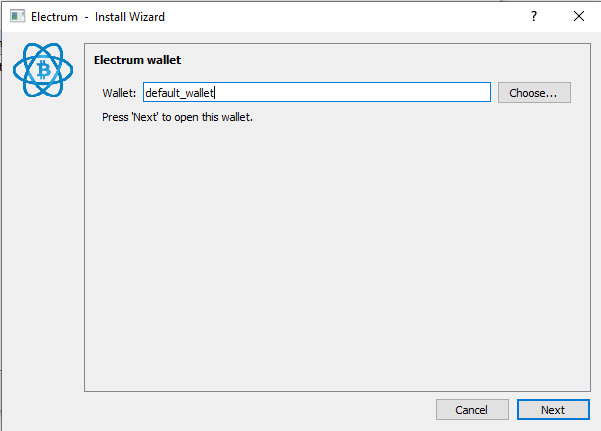 Electrum - Install Wizard
Electrum wallet
Wallet: default_wallet Choose...
Press 'Next' to open this wallet.
Cancel Next